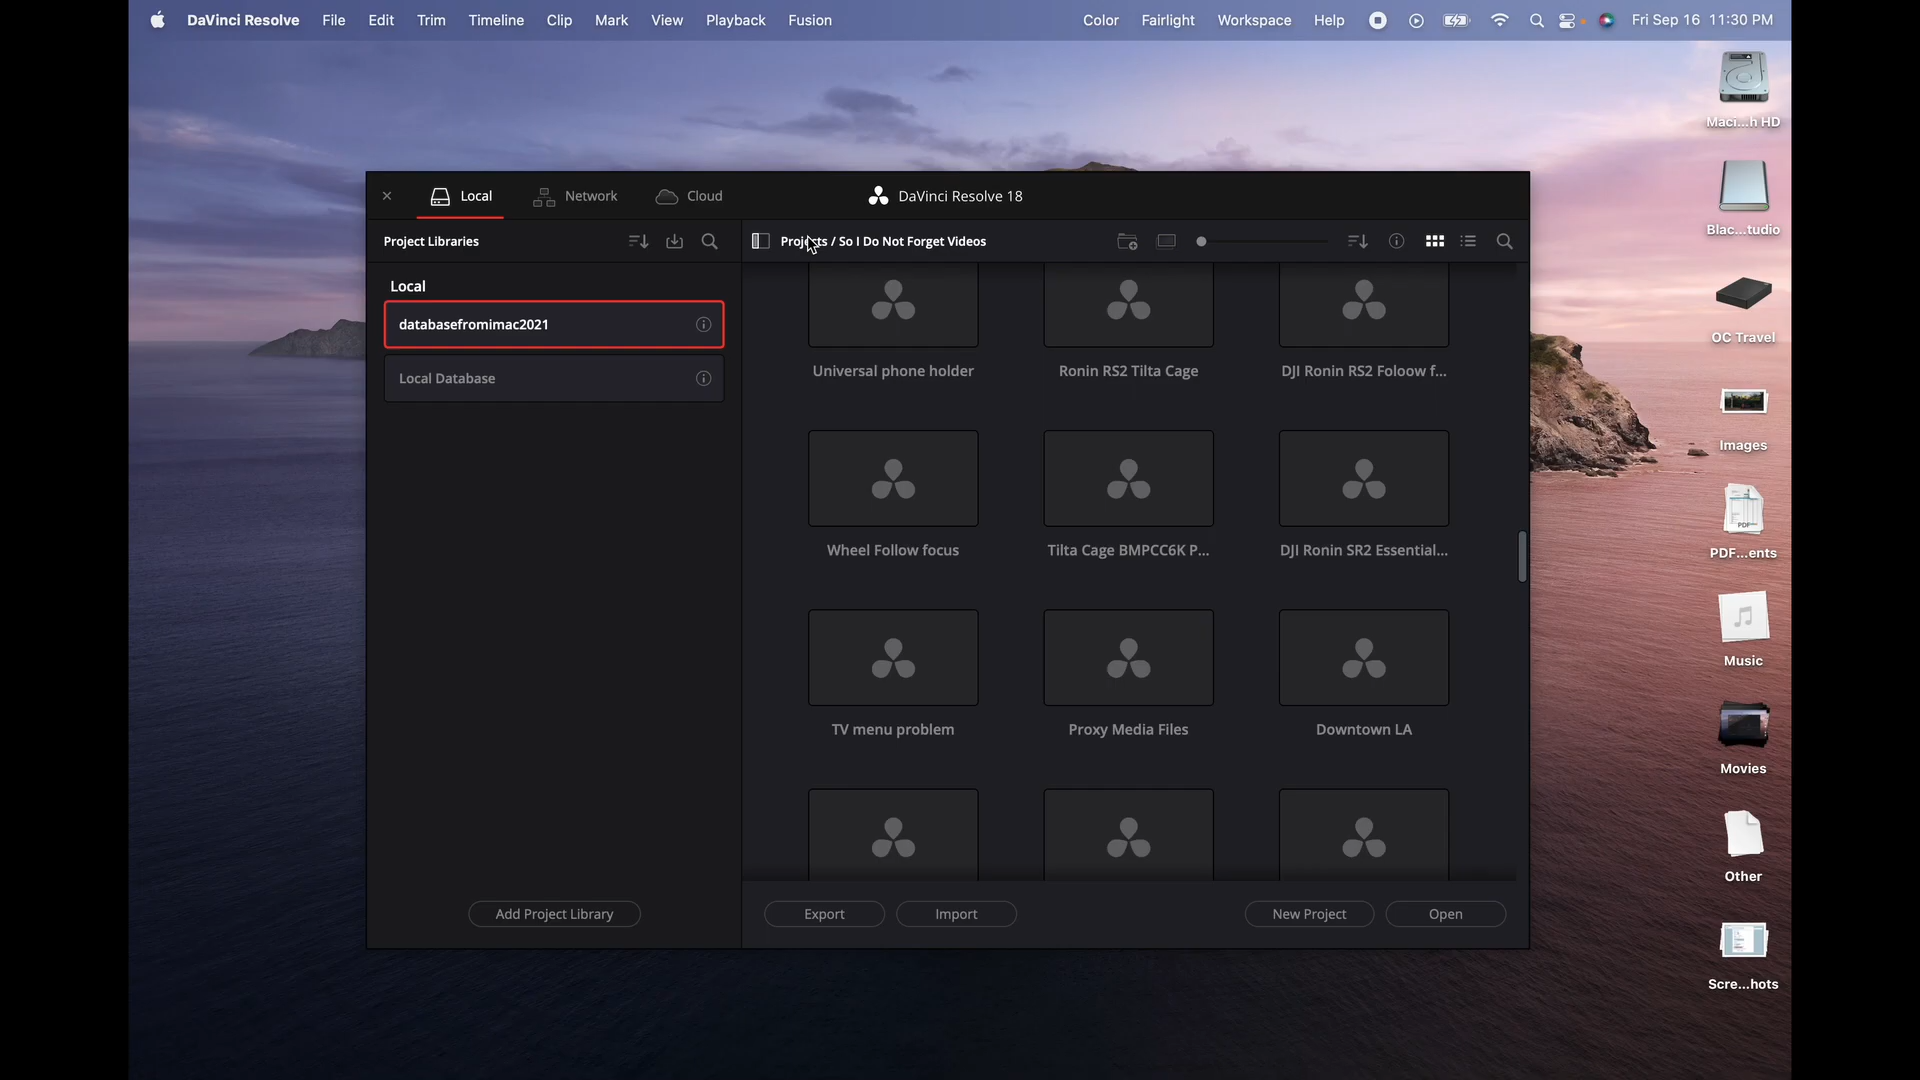 DaVinci Resolve File Edit Trim Timeline Clip Mark View Playback Fusion Color Fairlight Workspace Help Fri Sep 16 11:30 PM
Maci...h HD
Blac...tudio
OC Travel
Images
PDF
PDF...ents
Music
Movies
Other
Scre...hots
Local Network Cloud DaVinci Resolve 18
Project Libraries
Projects / So I Do Not Forget Videos
Local
databasefromimac2021
Local Database
Add Project Library
Universal phone holder Ronin RS2 Tilta Cage DJI Ronin RS2 Foloow f...
Wheel Follow focus Tilta Cage BMPCC6K P... DJI Ronin SR2 Essential...
TV menu problem Proxy Media Files Downtown LA
Export Import New Project Open